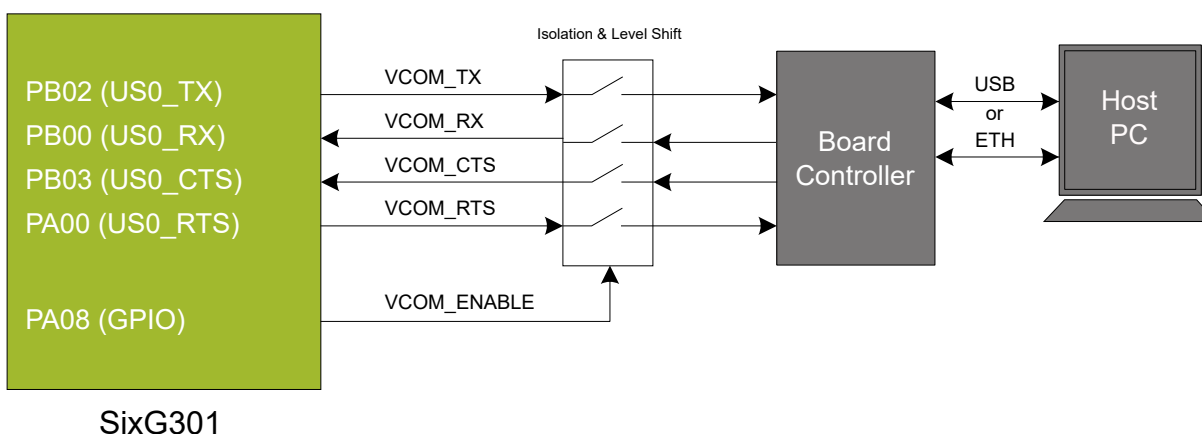 Isolation & Level Shift
PB02 (US0_TX)
VCOM_TX
PB00 (US0_RX)
VCOM_RX
PB03 (US0_CTS)
VCOM_CTS
PA00 (US0_RTS)
VCOM_RTS
PA08 (GPIO)
VCOM_ENABLE
Board
Controller
USB
or
ETH
Host
PC
SixG301